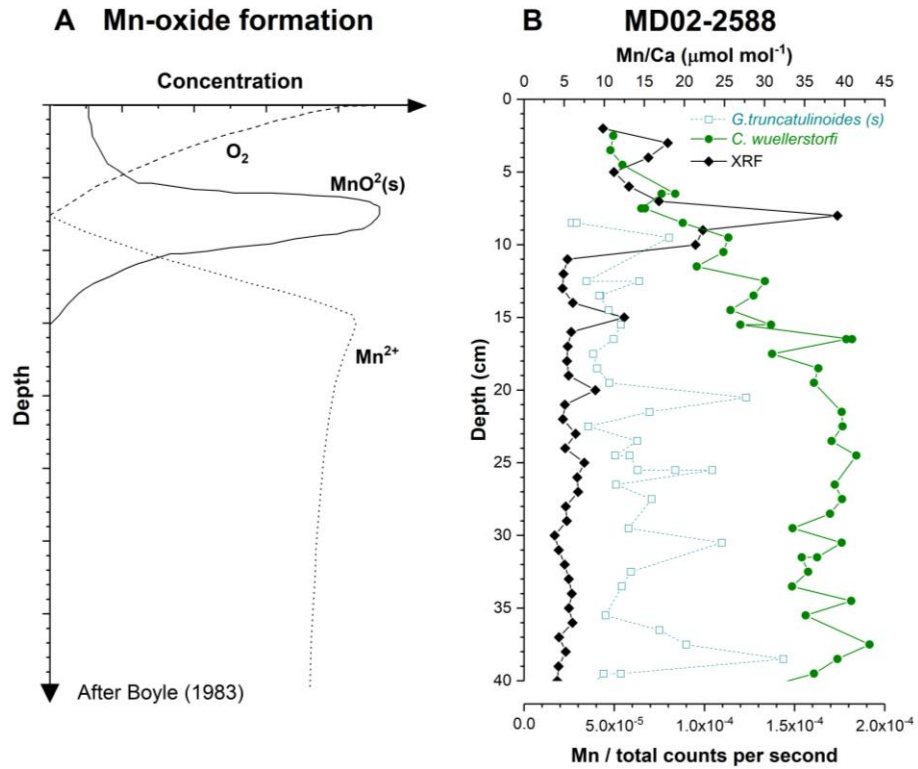 A Mn-oxide formation
Concentration
O₂
MnO²(s)
Mn²⁺
Depth
After Boyle (1983)
B MD02-2588
Mn/Ca (μmol mol⁻¹)
0 5 10 15 20 25 30 35 40 45
G.truncatulinoides (s)
C. wuellerstorfi
XRF
0
5
10
15
20
25
30
35
40
Depth (cm)
0.0 5.0x10⁻⁵ 1.0x10⁻⁴ 1.5x10⁻⁴ 2.0x10⁻⁴
Mn / total counts per second